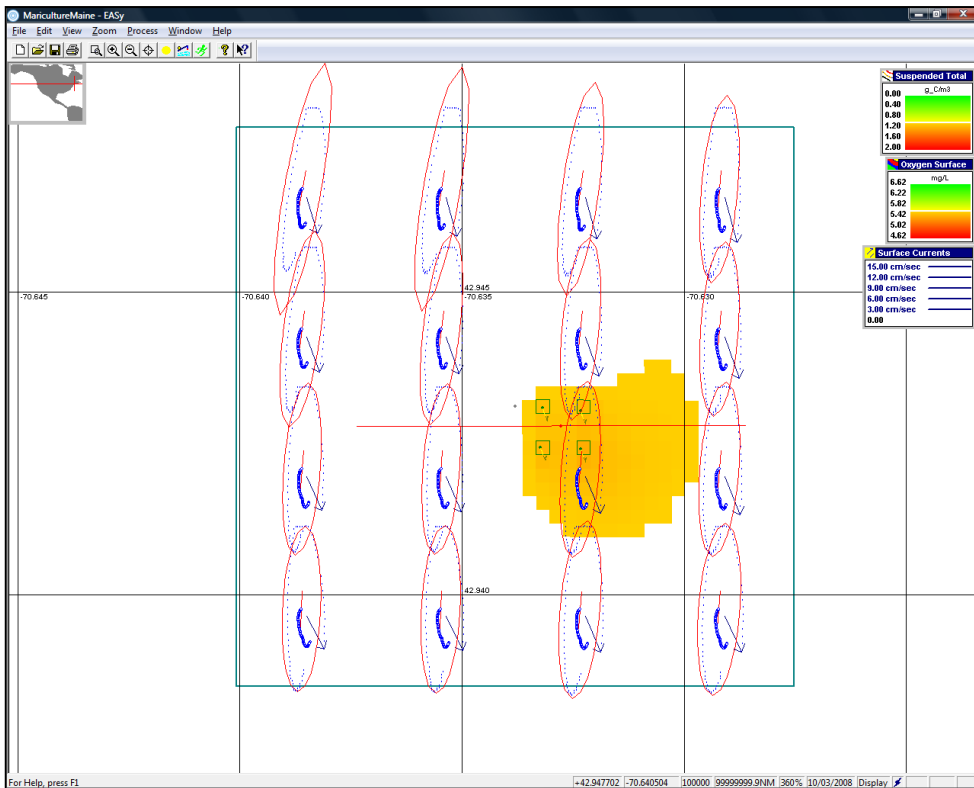 MaricultureMaine - EASy
File Edit View Zoom Process Window Help
Suspended Total
g_C/m3
0.00
0.40
0.80
1.20
1.60
2.00
Oxygen Surface
mg/L
6.62
6.22
5.82
5.42
5.02
4.62
Surface Currents
15.00 cm/sec
12.00 cm/sec
9.00 cm/sec
6.00 cm/sec
3.00 cm/sec
0.00
42.945
-70.645 -70.640 -70.635 -70.630
42.940
For Help, press F1 +42.947702 -70.640504 100000 99999999.9NM 360% 10/03/2008 Display